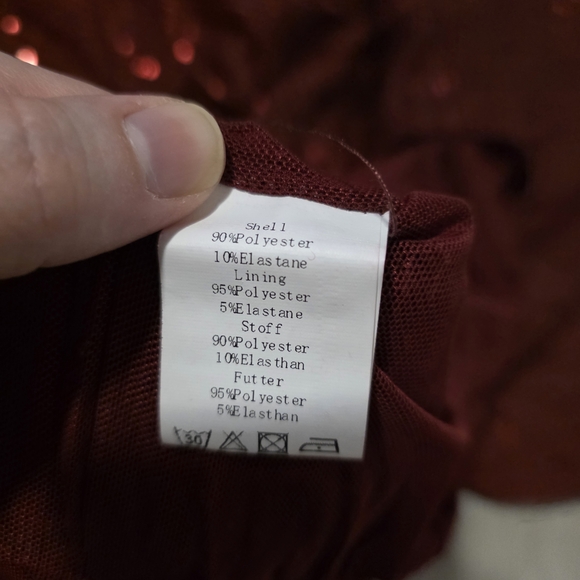 Shell
90%Polyester
10%Elastane
Lining
95%Polyester
5%Elastane
Stoff
90%Polyester
10%Elasthan
Futter
95%Polyester
5%Elasthan
30